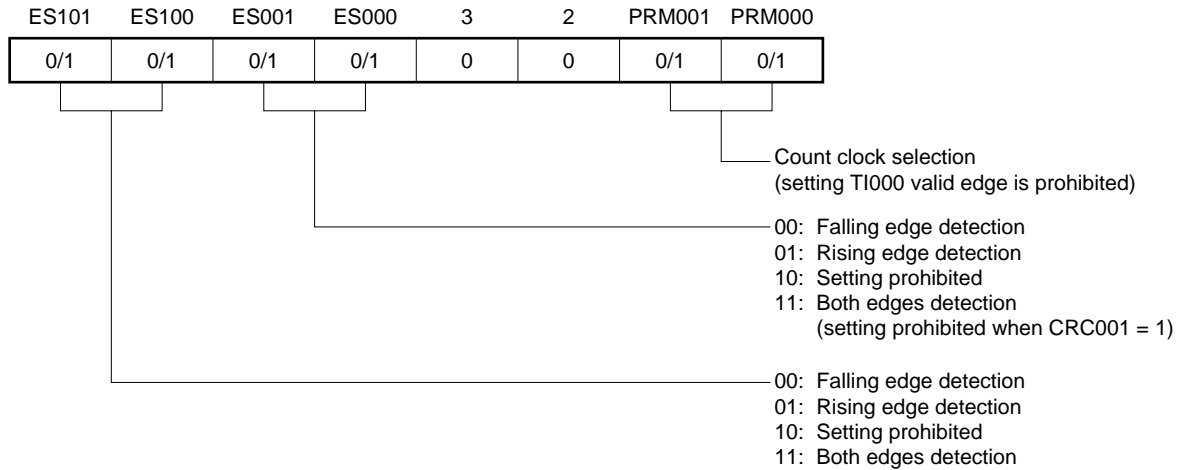 ES101 ES100 ES001 ES000 3 2 PRM001 PRM000
0/1 0/1 0/1 0/1 0 0 0/1 0/1
Count clock selection
(setting TI000 valid edge is prohibited)
00: Falling edge detection
01: Rising edge detection
10: Setting prohibited
11: Both edges detection
(setting prohibited when CRC001 = 1)
00: Falling edge detection
01: Rising edge detection
10: Setting prohibited
11: Both edges detection